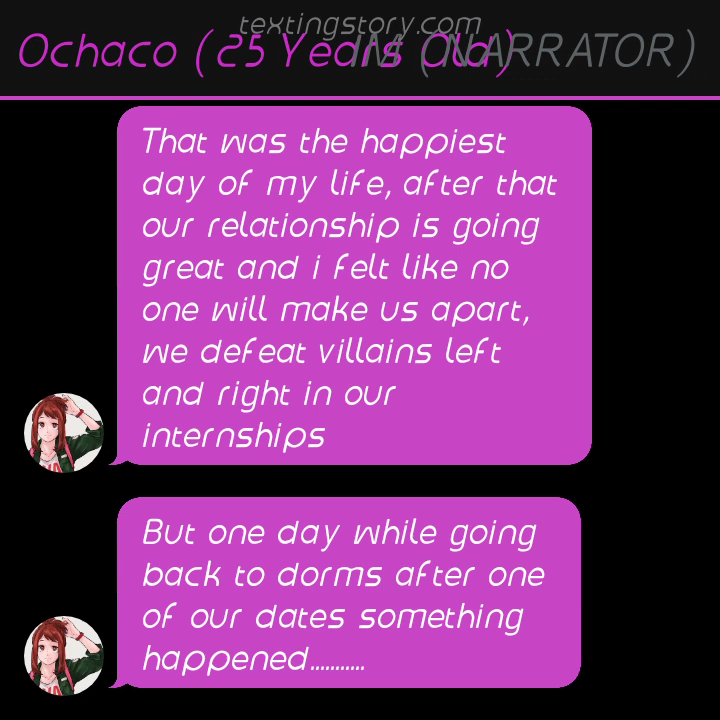 textingstory.com
Ochaco (25 Years Old)
(NARRATOR)
That was the happiest
day of my life, after that
our relationship is going
great and i felt like no
one will make us apart,
we defeat villains left
and right in our
internships
But one day while going
back to dorms after one
of our dates something
happened...........